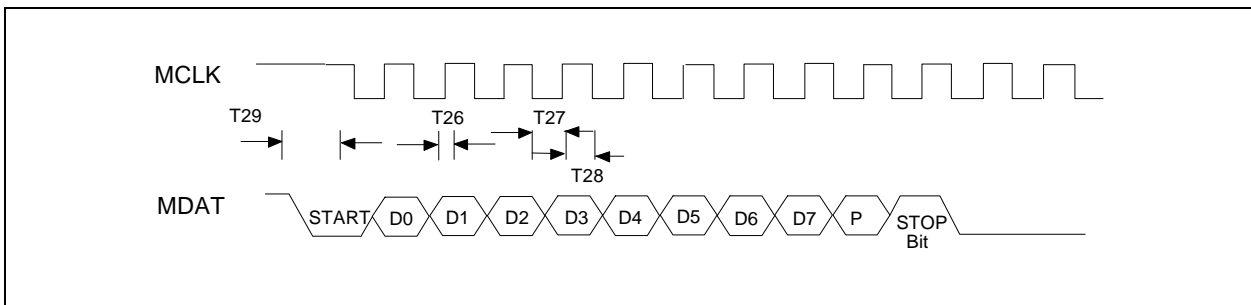 MCLK
T29
T26
T27
T28
MDAT
START D0 D1 D2 D3 D4 D5 D6 D7 P STOP
Bit